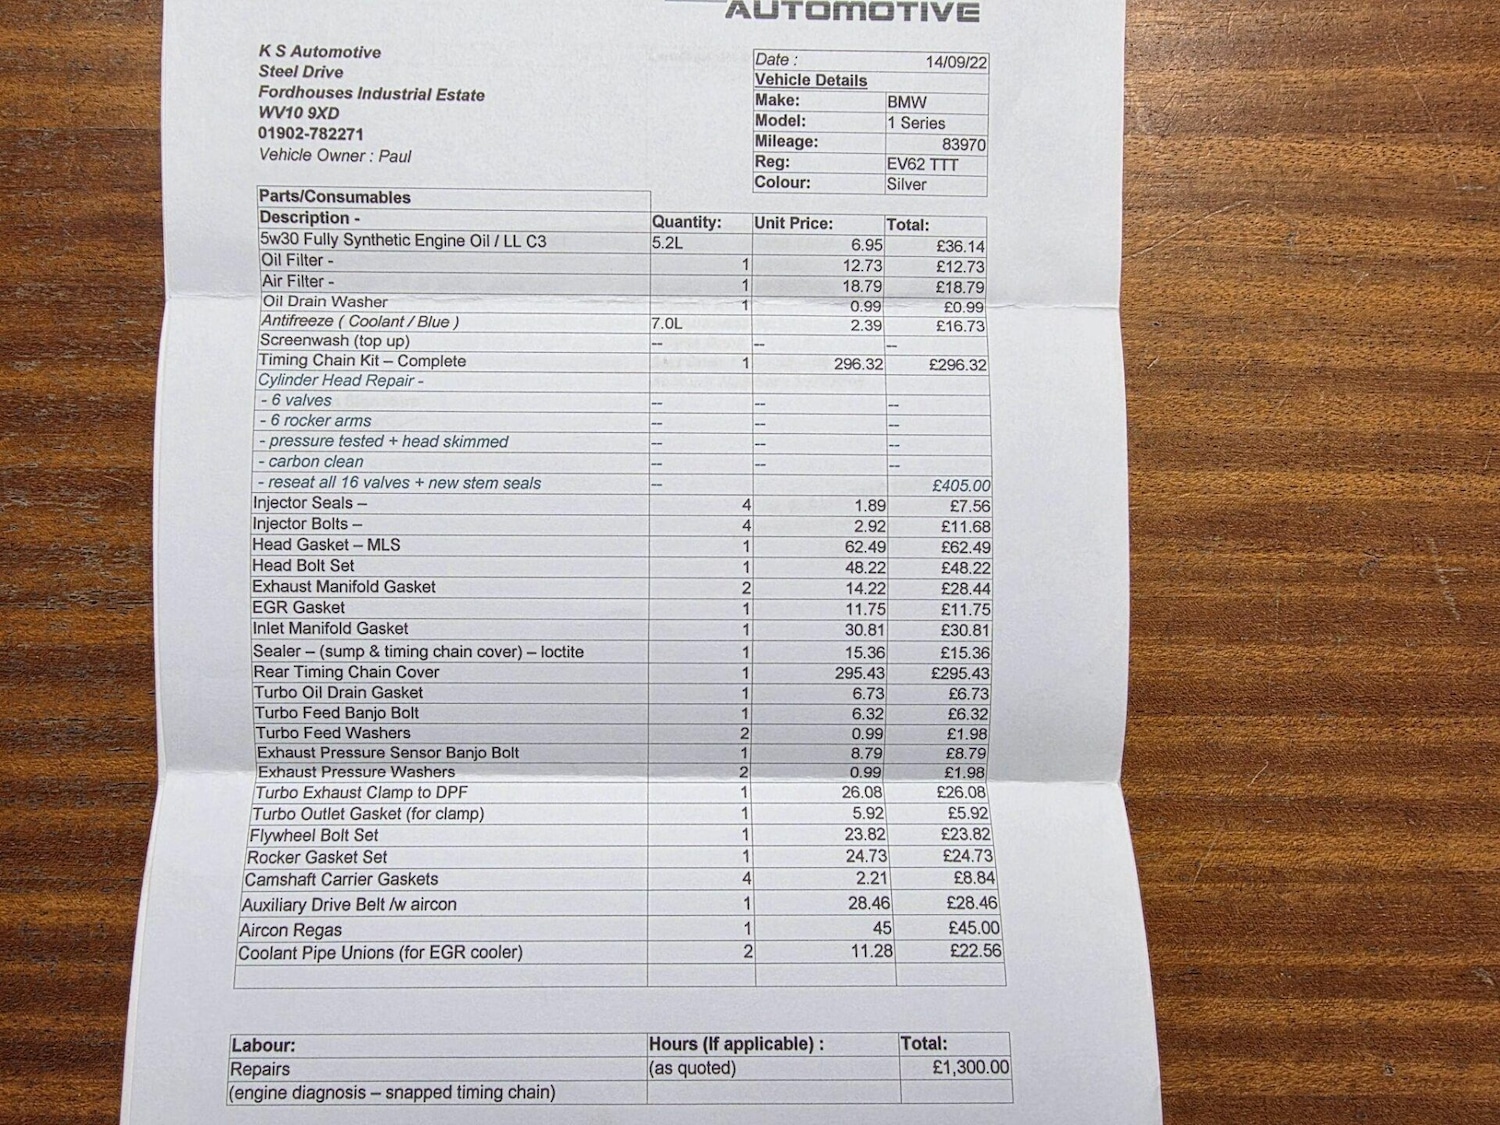 AUTOMOTIVE
K S Automotive
Steel Drive
Fordhouses Industrial Estate
WV10 9XD
01902-782271
Vehicle Owner : Paul
Date : 14/09/22
Vehicle Details
Make: BMW
Model: 1 Series
Mileage: 83970
Reg: EV62 TTT
Colour: Silver
Parts/Consumables
Description - Quantity: Unit Price: Total:
5w30 Fully Synthetic Engine Oil / LL C3 5.2L 6.95 £36.14
Oil Filter - 1 12.73 £12.73
Air Filter - 1 18.79 £18.79
Oil Drain Washer 1 0.99 £0.99
Antifreeze ( Coolant / Blue ) 7.0L 2.39 £16.73
Screenwash (top up) -- -- --
Timing Chain Kit – Complete 1 296.32 £296.32
Cylinder Head Repair -
- 6 valves -- -- --
- 6 rocker arms -- -- --
- pressure tested + head skimmed -- -- --
- carbon clean -- -- --
- reseat all 16 valves + new stem seals -- £405.00
Injector Seals – 4 1.89 £7.56
Injector Bolts – 4 2.92 £11.68
Head Gasket – MLS 1 62.49 £62.49
Head Bolt Set 1 48.22 £48.22
Exhaust Manifold Gasket 2 14.22 £28.44
EGR Gasket 1 11.75 £11.75
Inlet Manifold Gasket 1 30.81 £30.81
Sealer – (sump & timing chain cover) – loctite 1 15.36 £15.36
Rear Timing Chain Cover 1 295.43 £295.43
Turbo Oil Drain Gasket 1 6.73 £6.73
Turbo Feed Banjo Bolt 1 6.32 £6.32
Turbo Feed Washers 2 0.99 £1.98
Exhaust Pressure Sensor Banjo Bolt 1 8.79 £8.79
Exhaust Pressure Washers 2 0.99 £1.98
Turbo Exhaust Clamp to DPF 1 26.08 £26.08
Turbo Outlet Gasket (for clamp) 1 5.92 £5.92
Flywheel Bolt Set 1 23.82 £23.82
Rocker Gasket Set 1 24.73 £24.73
Camshaft Carrier Gaskets 4 2.21 £8.84
Auxiliary Drive Belt /w aircon 1 28.46 £28.46
Aircon Regas 1 45 £45.00
Coolant Pipe Unions (for EGR cooler) 2 11.28 £22.56
Labour: Hours (If applicable) : Total:
Repairs (as quoted) £1,300.00
(engine diagnosis – snapped timing chain)